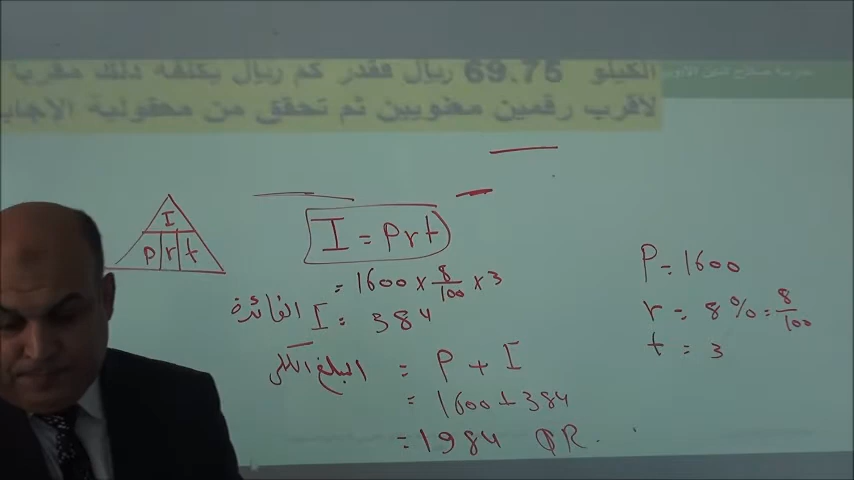 الكيلو 69.75 ريال فقدر كم ريال يكلفه ذلك مقربا
لأقرب رقمين معنويين ثم تحقق من معقولية الإجاب
I
P r t
I = Prt
= 1600 × 8/100 × 3
الفائدة I = 384
المبلغ الكلي = P + I
= 1600 + 384
= 1984 QR.
P = 1600
r = 8% = 8/100
t = 3